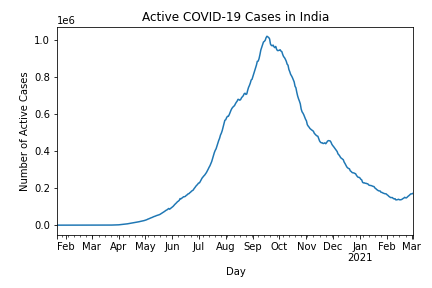 Active COVID-19 Cases in India
1e6
1.0
0.8
0.6
0.4
0.2
0.0
Number of Active Cases
Feb Mar Apr May Jun Jul Aug Sep Oct Nov Dec Jan Feb Mar
2021
Day